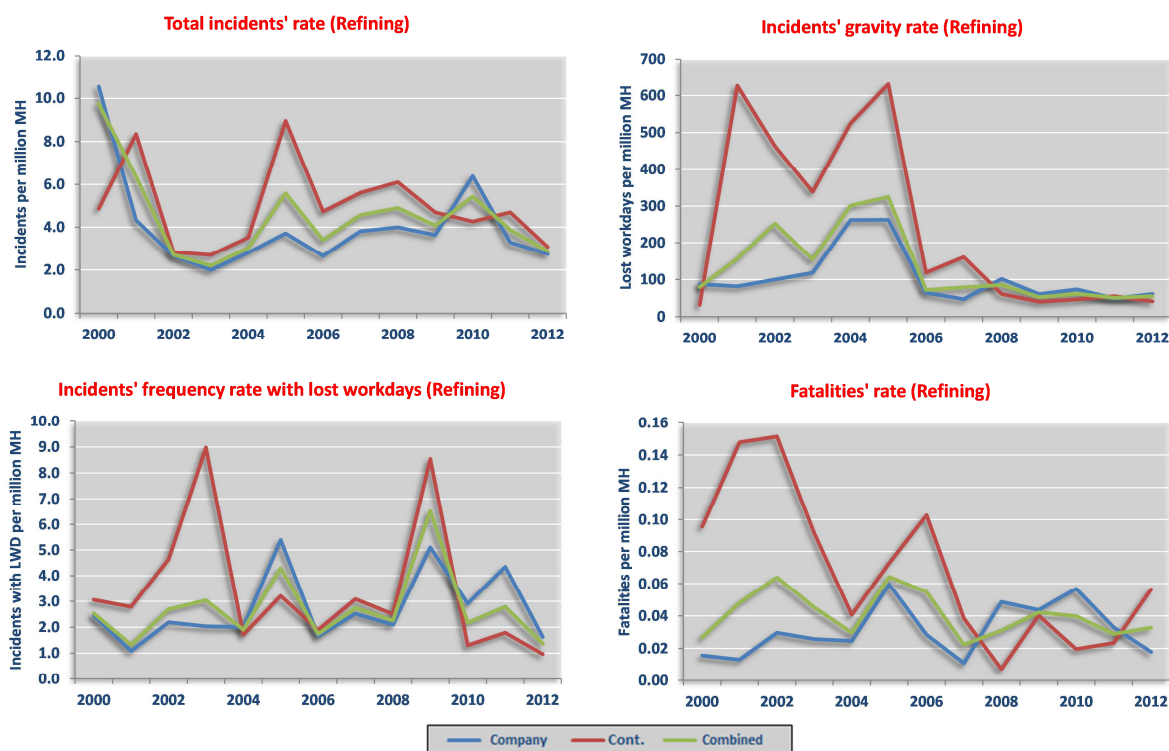 Total incidents' rate (Refining)
Incidents per million MH
12.0
10.0
8.0
6.0
4.0
2.0
0.0
2000 2002 2004 2006 2008 2010 2012
Incidents' gravity rate (Refining)
Lost workdays per million MH
700
600
500
400
300
200
100
0
2000 2002 2004 2006 2008 2010 2012
Incidents' frequency rate with lost workdays (Refining)
Incidents with LWD per million MH
10.0
9.0
8.0
7.0
6.0
5.0
4.0
3.0
2.0
1.0
0.0
2000 2002 2004 2006 2008 2010 2012
Fatalities' rate (Refining)
Fatalities per million MH
0.16
0.14
0.12
0.10
0.08
0.06
0.04
0.02
0.00
2000 2002 2004 2006 2008 2010 2012
Company Cont. Combined